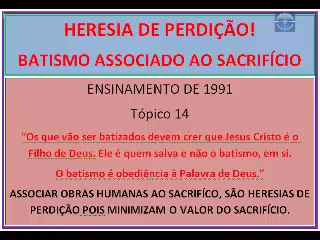 HERESIA DE PERDIÇÃO!
BATISMO ASSOCIADO AO SACRIFÍCIO
ENSINAMENTO DE 1991
Tópico 14
“Os que vão ser batizados devem crer que Jesus Cristo é o
Filho de Deus. Ele é quem salva e não o batismo, em si.
O batismo é obediência à Palavra de Deus.”
ASSOCIAR OBRAS HUMANAS AO SACRIFÍCO, SÃO HERESIAS DE
PERDIÇÃO POIS MINIMIZAM O VALOR DO SACRIFÍCIO.